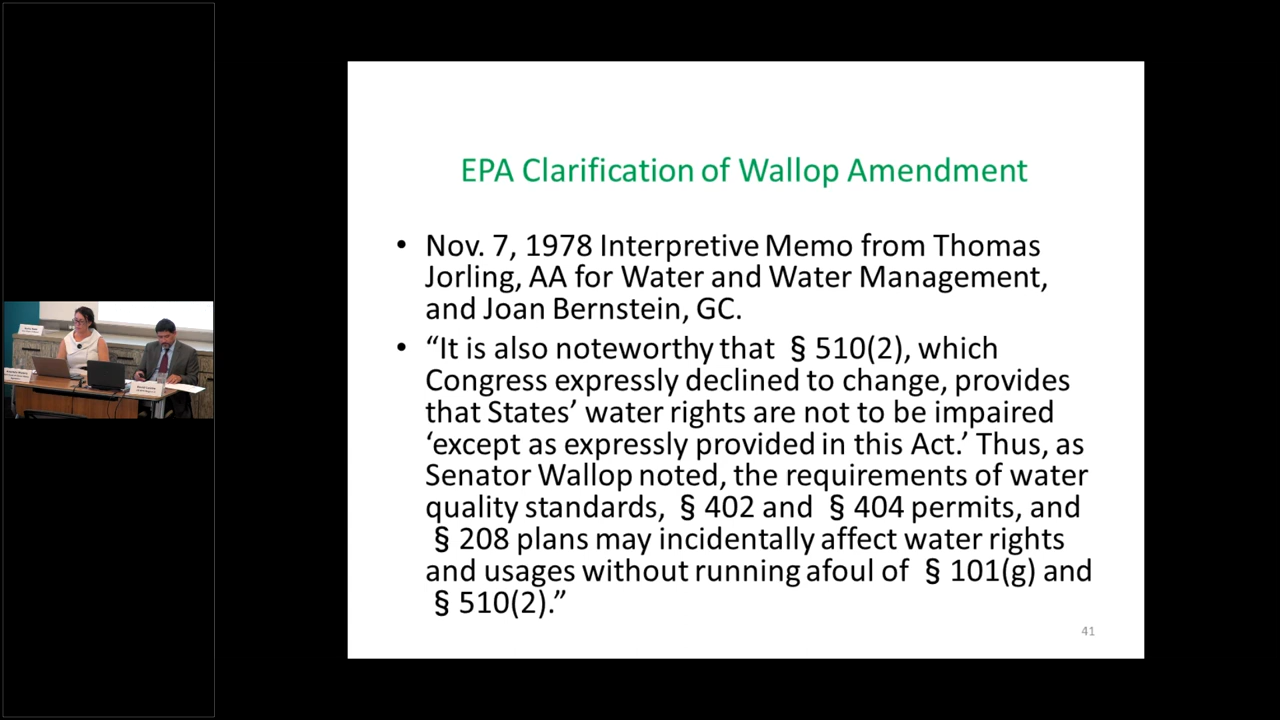 EPA Clarification of Wallop Amendment
• Nov. 7, 1978 Interpretive Memo from Thomas
Jorling, AA for Water and Water Management,
and Joan Bernstein, GC.
• “It is also noteworthy that § 510(2), which
Congress expressly declined to change, provides
that States’ water rights are not to be impaired
‘except as expressly provided in this Act.’ Thus, as
Senator Wallop noted, the requirements of water
quality standards, § 402 and § 404 permits, and
§ 208 plans may incidentally affect water rights
and usages without running afoul of § 101(g) and
§ 510(2).”
41